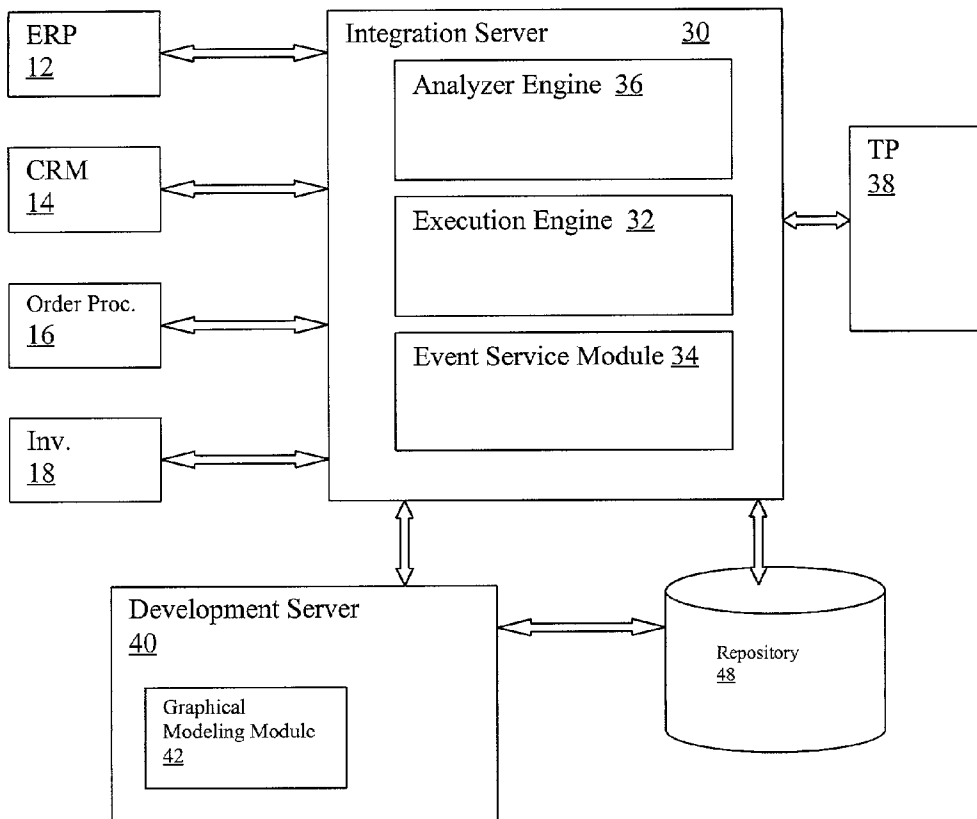 ERP
12
CRM
14
Order Proc.
16
Inv.
18
Integration Server 30
Analyzer Engine 36
Execution Engine 32
Event Service Module 34
TP
38
Development Server
40
Graphical
Modeling Module
42
Repository
48